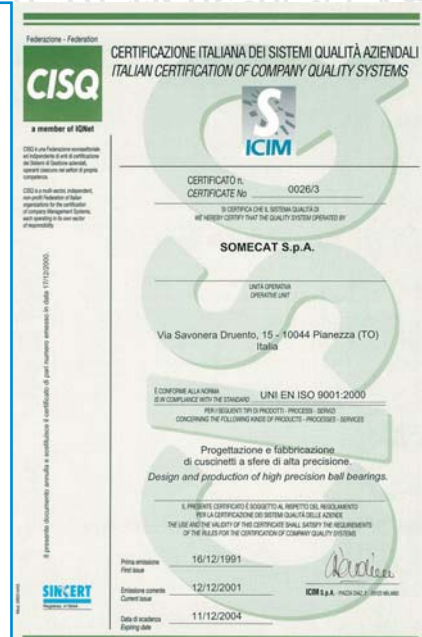 Federazione - Federation
CISQ
a member of IQNet
CISQ è una Federazione monosettoriale
ed indipendente di enti di certificazione
dei Sistemi di Gestione aziendali,
operanti ciascuno nei settori di propria
competenza.
CISQ is a multi-sector, independent,
non-profit Federation of Italian
organizations for the certification
of company Management Systems,
each operating in its own sector
of responsibility.
CERTIFICAZIONE ITALIANA DEI SISTEMI QUALITÀ AZIENDALI
ITALIAN CERTIFICATION OF COMPANY QUALITY SYSTEMS
ICIM
CERTIFICATO n.
CERTIFICATE No 0026/3
SI CERTIFICA CHE IL SISTEMA QUALITÀ DI
WE HEREBY CERTIFY THAT THE QUALITY SYSTEM OPERATED BY
SOMECAT S.p.A.
UNITÀ OPERATIVA
OPERATIVE UNIT
Via Savonera Druento, 15 - 10044 Pianezza (TO)
Italia
È CONFORME ALLA NORMA
IS IN COMPLIANCE WITH THE STANDARD UNI EN ISO 9001:2000
PER I SEGUENTI TIPI DI PRODOTTI - PROCESSI - SERVIZI
CONCERNING THE FOLLOWING KINDS OF PRODUCTS - PROCESSES - SERVICES
Progettazione e fabbricazione
di cuscinetti a sfere di alta precisione.
Design and production of high precision ball bearings.
IL PRESENTE CERTIFICATO È SOGGETTO AL RISPETTO DEL REGOLAMENTO
PER LA CERTIFICAZIONE DEI SISTEMI QUALITÀ DELLE AZIENDE
THE USE AND THE VALIDITY OF THIS CERTIFICATE SHALL SATISFY THE REQUIREMENTS
OF THE RULES FOR THE CERTIFICATION OF COMPANY QUALITY SYSTEMS
Prima emissione
First issue 16/12/1991
Emissione corrente
Current issue 12/12/2001
Data di scadenza
Expiring date 11/12/2004
ICIM S.p.A.
Il presente documento annulla e sostituisce il certificato di pari numero emesso in data 17/12/2000.
SINCERT